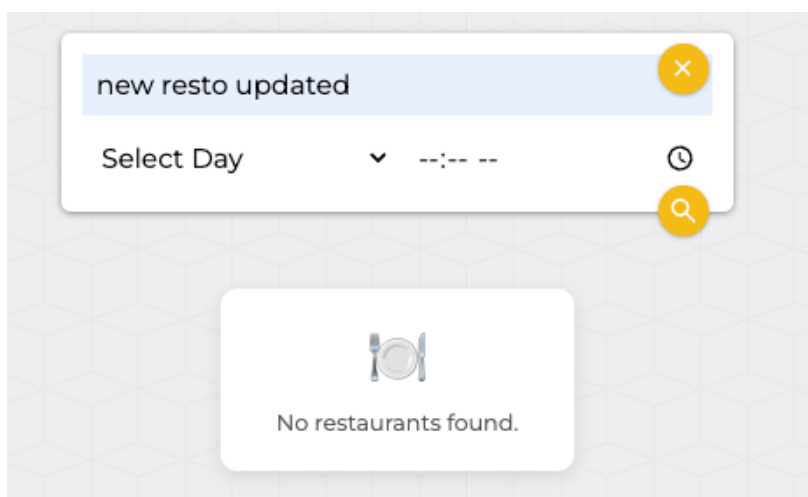 new resto updated
Select Day --:-- --
No restaurants found.